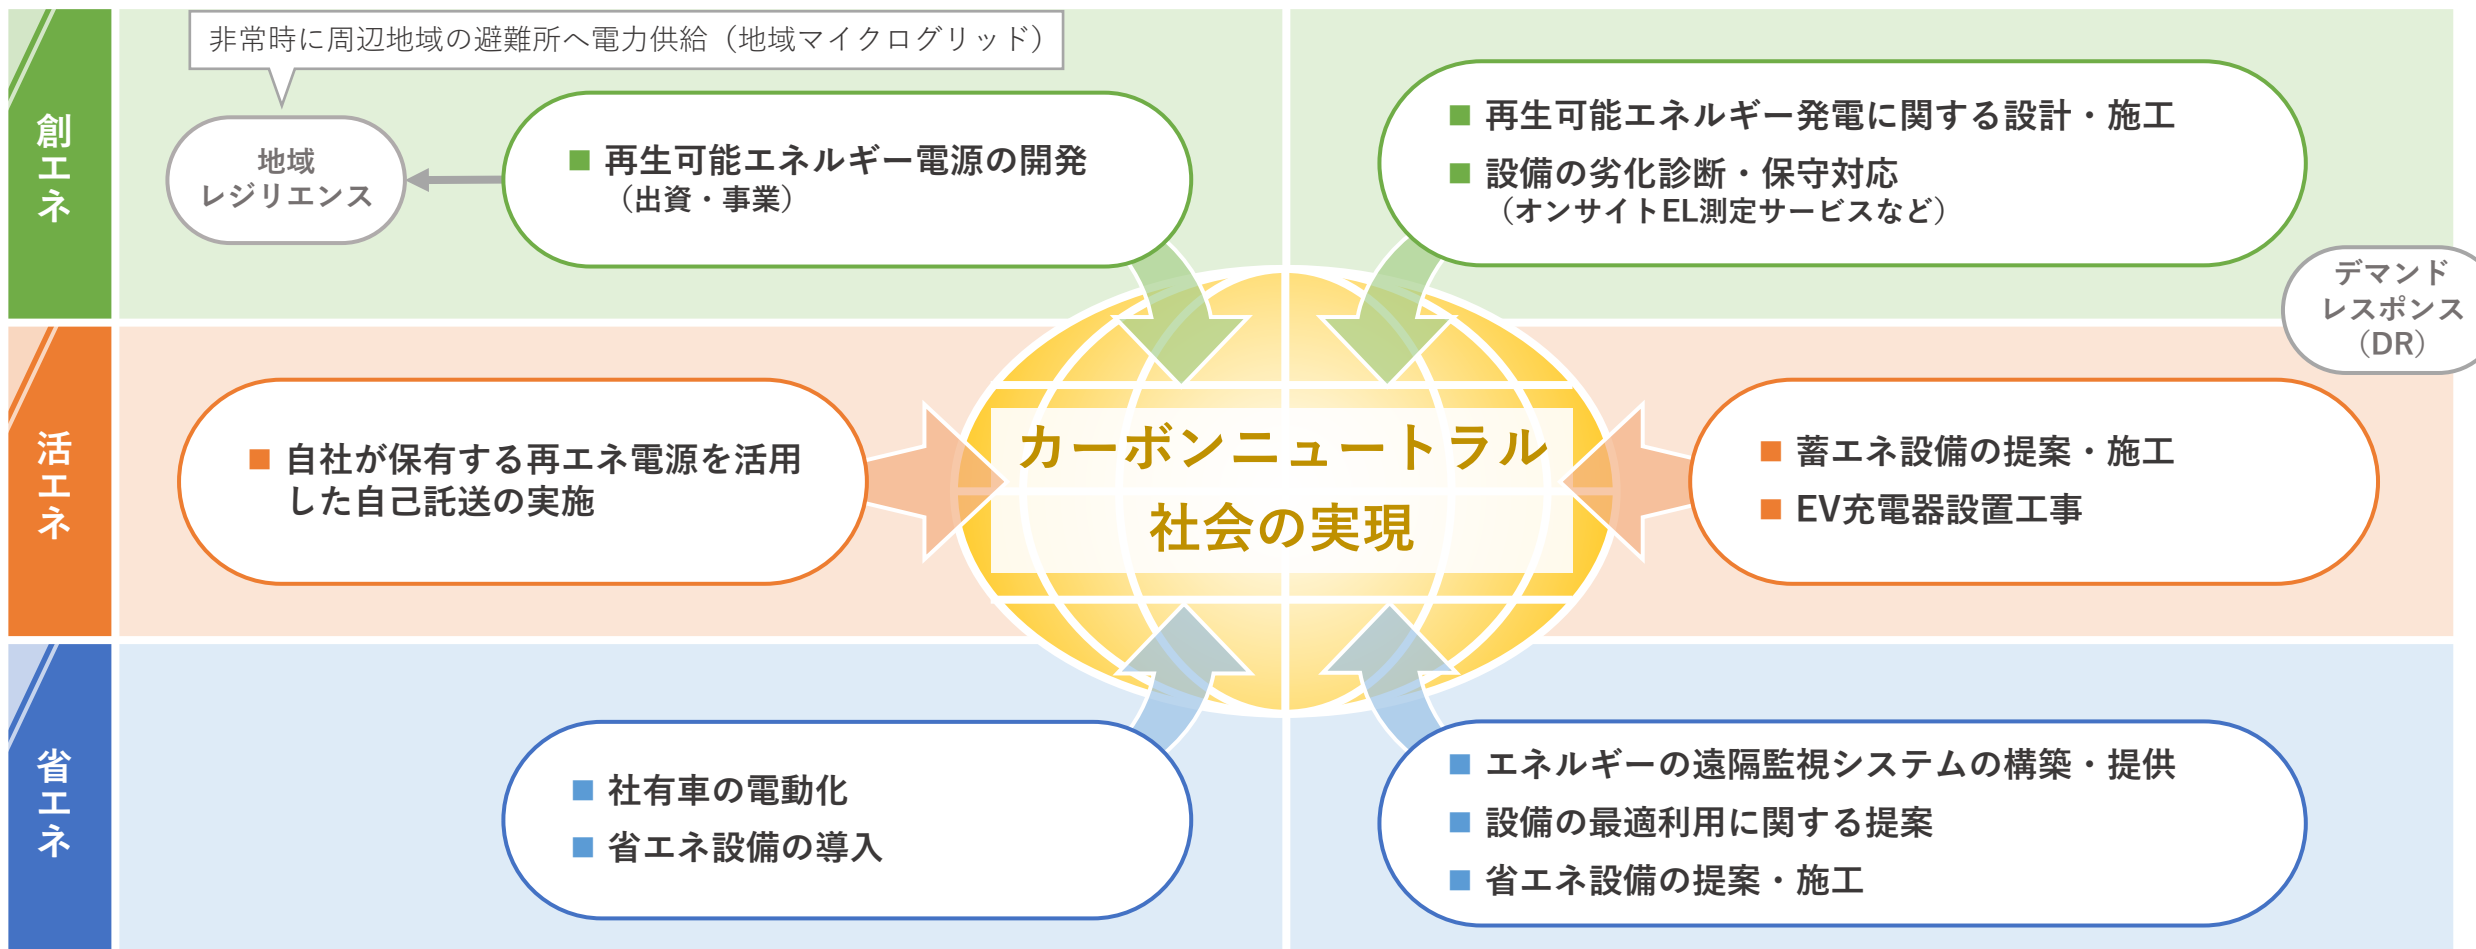 創エネ
非常時に周辺地域の避難所へ電力供給（地域マイクログリッド）
地域
レジリエンス
■ 再生可能エネルギー電源の開発
（出資・事業）
■ 再生可能エネルギー発電に関する設計・施工
■ 設備の劣化診断・保守対応
（オンサイトEL測定サービスなど）
デマンド
レスポンス
（DR）
活エネ
■ 自社が保有する再エネ電源を活用
した自己託送の実施
カーボンニュートラル
社会の実現
■ 蓄エネ設備の提案・施工
■ EV充電器設置工事
省エネ
■ 社有車の電動化
■ 省エネ設備の導入
■ エネルギーの遠隔監視システムの構築・提供
■ 設備の最適利用に関する提案
■ 省エネ設備の提案・施工